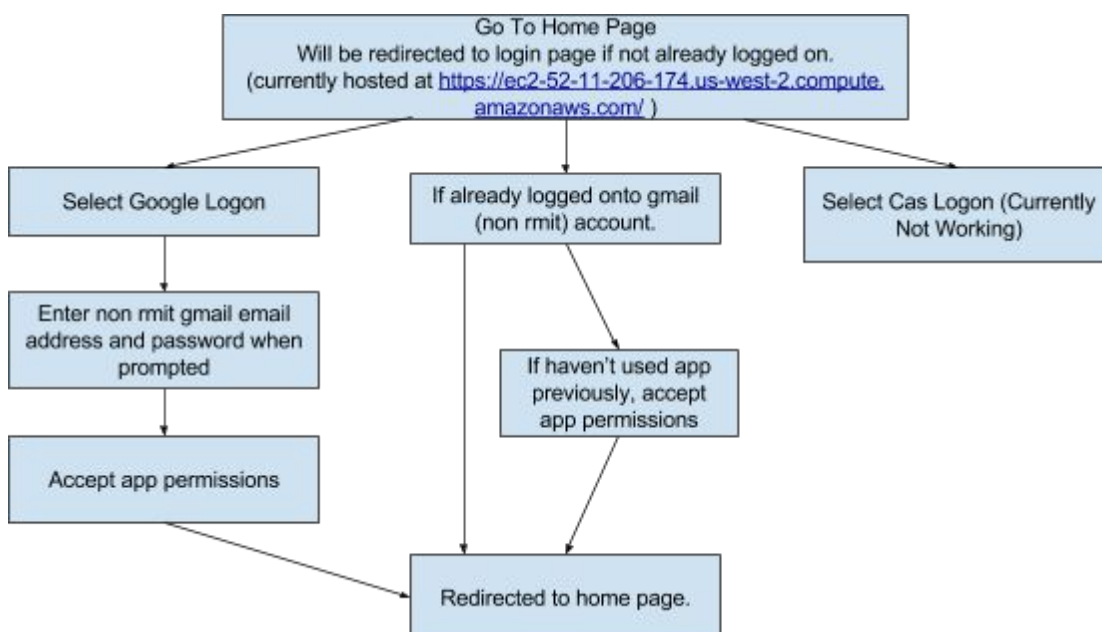 Go To Home Page
Will be redirected to login page if not already logged on.
(currently hosted at https://ec2-52-11-206-174.us-west-2.compute.
amazonaws.com/ )
Select Google Logon
If already logged onto gmail
(non rmit) account.
Select Cas Logon (Currently
Not Working)
Enter non rmit gmail email
address and password when
prompted
If haven’t used app
previously, accept
app permissions
Accept app permissions
Redirected to home page.